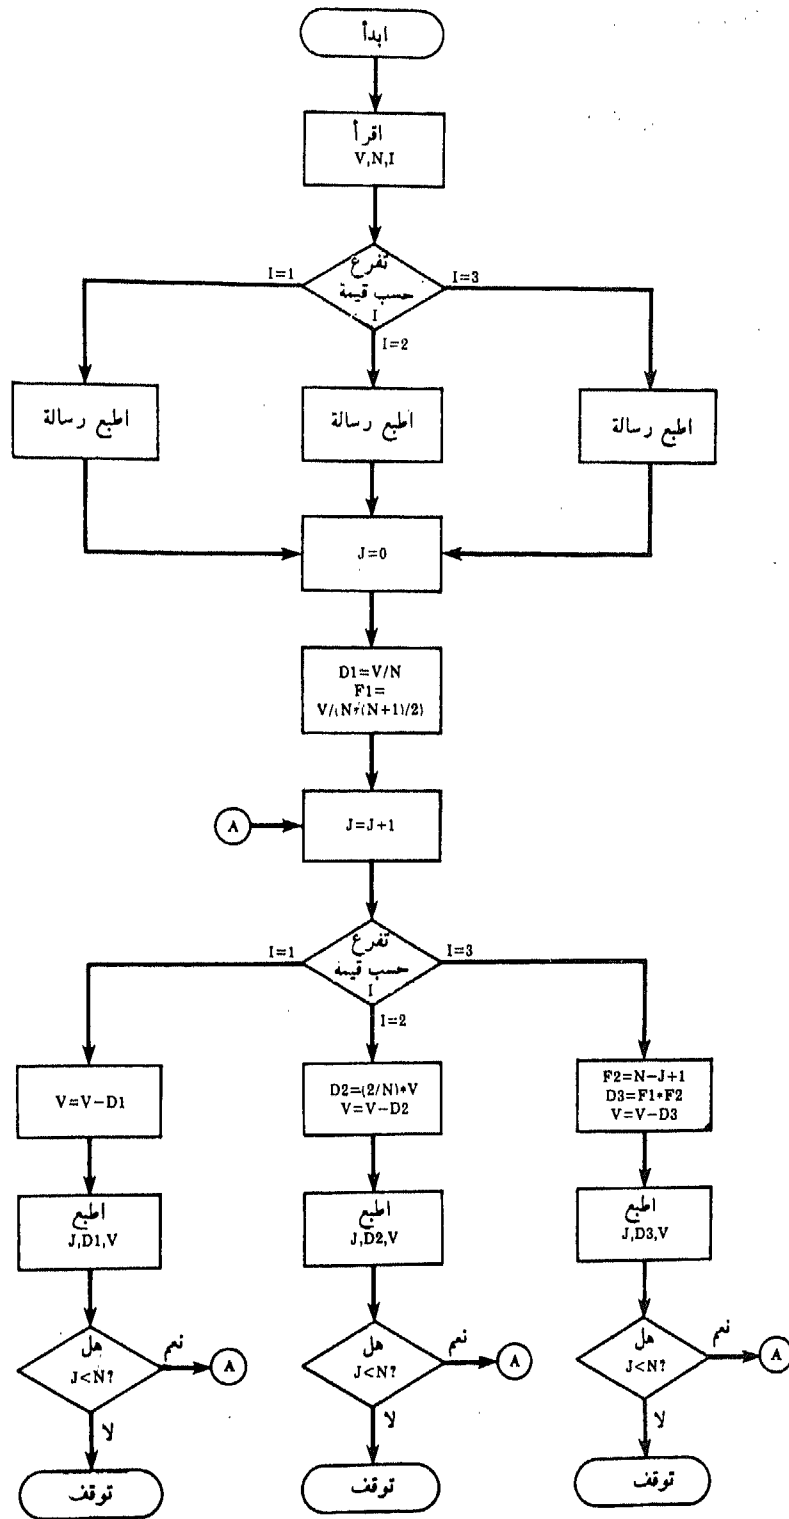 ابدأ
اقرأ
V,N,I
تفرع
حسب قيمة
I
I=1
I=3
I=2
اطبع رسالة
اطبع رسالة
اطبع رسالة
J=0
D1=V/N
F1=
V/(N*(N+1)/2)
A
J=J+1
تفرع
حسب قيمة
I
I=1
I=3
I=2
V=V-D1
D2=(2/N)*V
V=V-D2
F2=N-J+1
D3=F1*F2
V=V-D3
اطبع
J,D1,V
اطبع
J,D2,V
اطبع
J,D3,V
هل
J<N?
نعم
A
هل
J<N?
نعم
A
هل
J<N?
نعم
A
لا
لا
لا
توقف
توقف
توقف